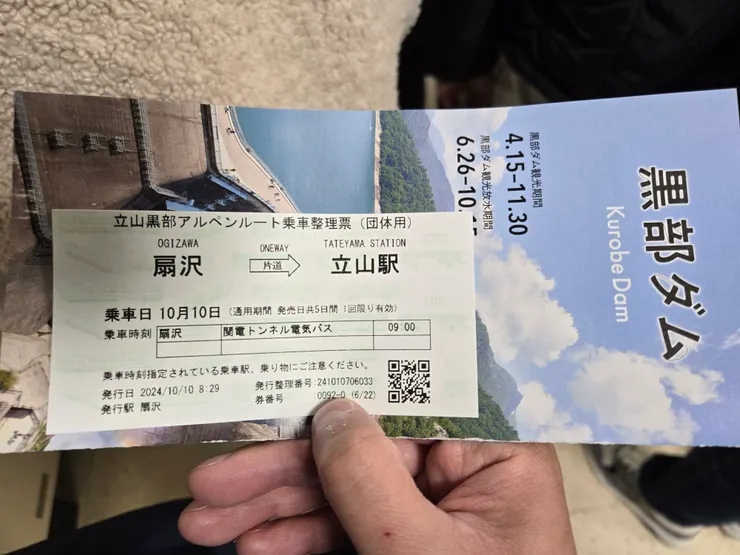 立山黒部アルペンルート乗車整理票（団体用）
OGIZAWA ONEWAY TATEYAMA STATION
扇沢 片道 立山駅
乗車日 10月10日 （通用期間 発売日共5日間 1回限り有効）
乗車時刻 扇沢 関電トンネル電気バス 09:00
乗車時刻指定されている乗車駅、乗り物にご注意ください。
発行日 2024/10/10 8:29
発行駅 扇沢
発行整理番号:241010706033
券番号 :0092-0 (6/22)
黒部ダム
KurobeDam
黒部ダム観光期間
4.15-11.30
黒部ダム観光放水期間
6.26-10.15